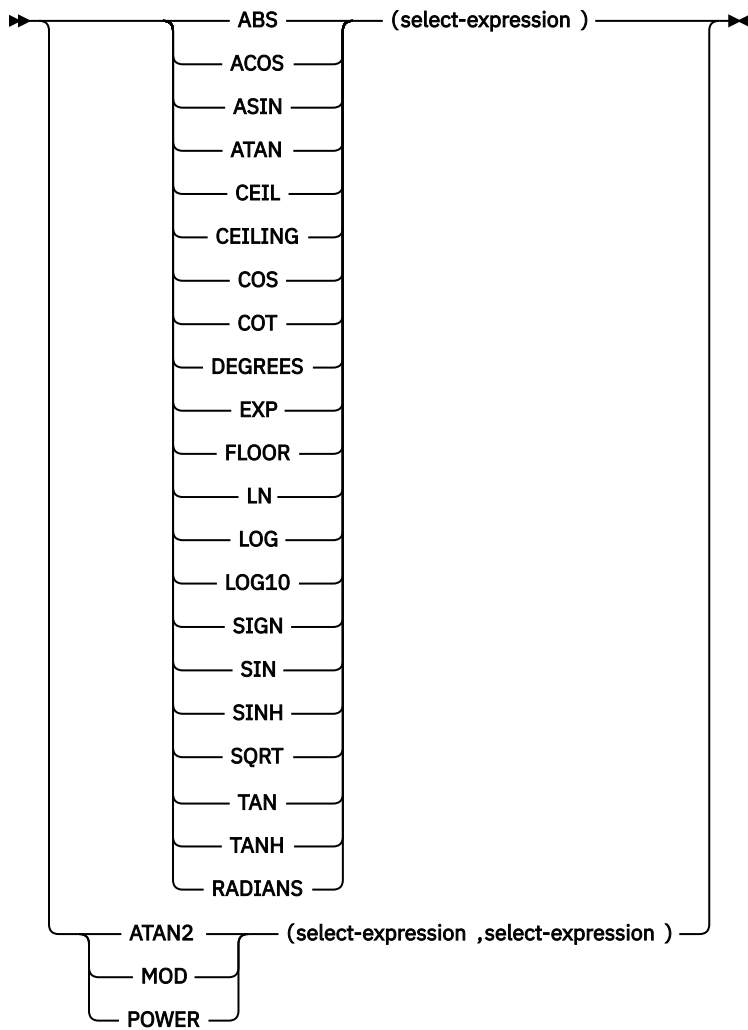 ABS (select-expression )
ACOS
ASIN
ATAN
CEIL
CEILING
COS
COT
DEGREES
EXP
FLOOR
LN
LOG
LOG10
SIGN
SIN
SINH
SQRT
TAN
TANH
RADIANS
ATAN2 (select-expression ,select-expression )
MOD
POWER